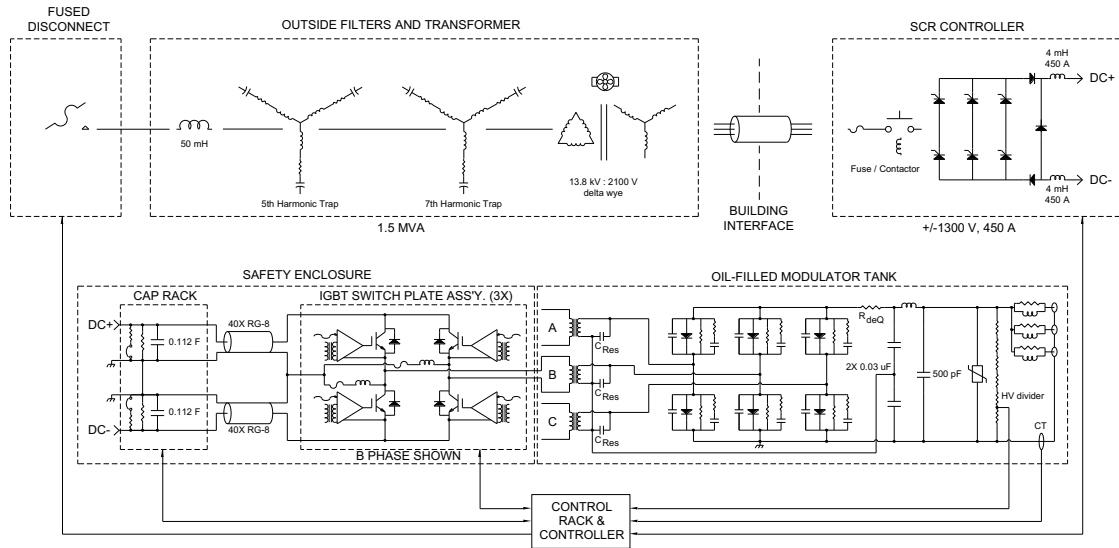 FUSED
DISCONNECT
OUTSIDE FILTERS AND TRANSFORMER
SCR CONTROLLER
50 mH
5th Harmonic Trap
7th Harmonic Trap
13.8 kV : 2100 V
delta wye
1.5 MVA
BUILDING
INTERFACE
Fuse / Contactor
4 mH
450 A
DC+
DC-
4 mH
450 A
+/-1300 V, 450 A
SAFETY ENCLOSURE
CAP RACK
IGBT SWITCH PLATE ASS'Y. (3X)
DC+
40X RG-8
0.112 F
0.112 F
DC-
40X RG-8
B PHASE SHOWN
OIL-FILLED MODULATOR TANK
A
CRes
B
CRes
C
CRes
RdeQ
2X 0.03 uF
500 pF
HV divider
CT
CONTROL
RACK &
CONTROLLER